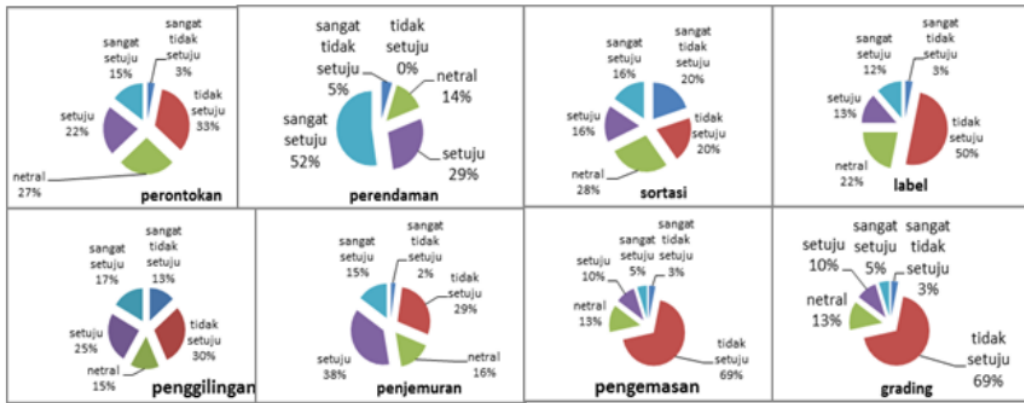 sangat
setuju
15%
sangat
tidak
setuju
3%
tidak
setuju
33%
netral
27%
setuju
22%
perontokan
sangat
tidak
setuju
5%
tidak
setuju
0%
netral
14%
setuju
29%
sangat
setuju
52%
perendaman
sangat
setuju
16%
sangat
tidak
setuju
20%
tidak
setuju
20%
netral
28%
setuju
16%
sortasi
sangat
setuju
12%
sangat
tidak
setuju
3%
tidak
setuju
50%
netral
22%
setuju
13%
label
sangat
setuju
17%
sangat
tidak
setuju
13%
tidak
setuju
30%
netral
15%
setuju
25%
penggilingan
sangat
setuju
15%
sangat
tidak
setuju
2%
tidak
setuju
29%
netral
16%
setuju
38%
penjemuran
setuju
10%
sangat
setuju
5%
sangat
tidak
setuju
3%
netral
13%
tidak
setuju
69%
pengemasan
setuju
10%
sangat
setuju
5%
sangat
tidak
setuju
3%
netral
13%
tidak
setuju
69%
grading